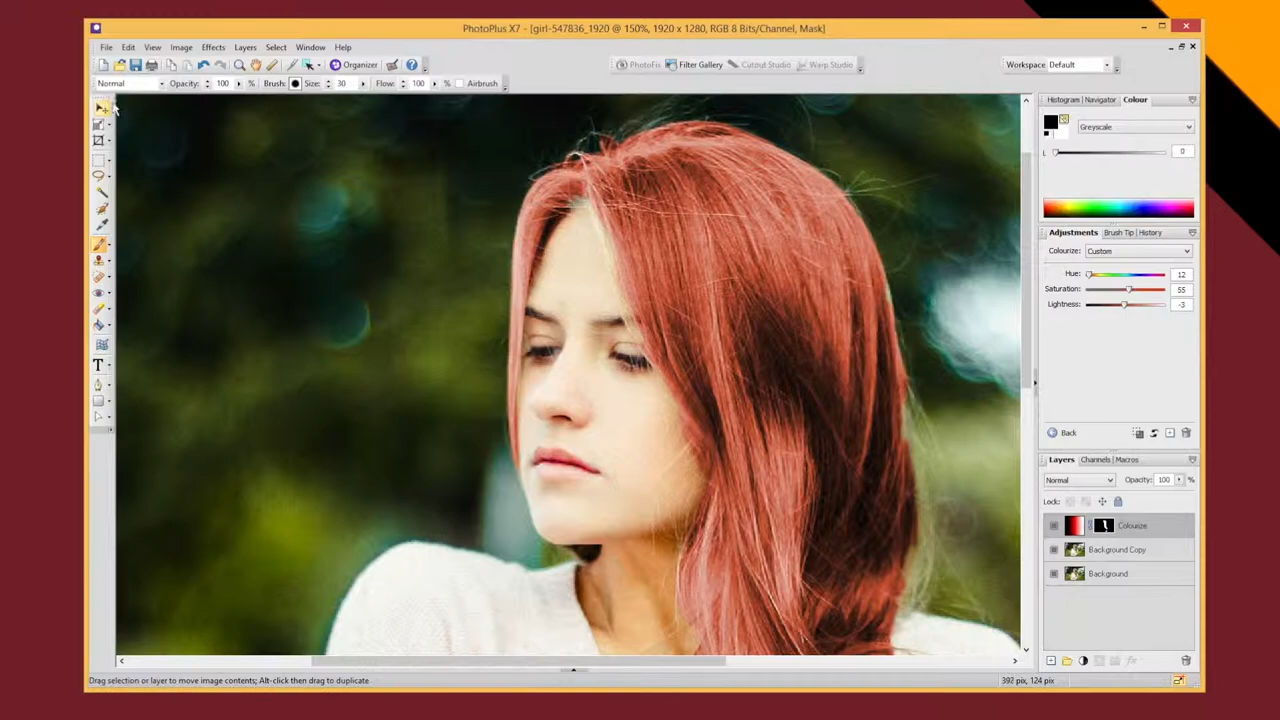 PhotoPlus X7 - [girl-547836_1920 @ 150%, 1920 x 1280, RGB 8 Bits/Channel, Mask]
File Edit View Image Effects Layers Select Window Help
Organizer PhotoFix Filter Gallery Cutout Studio Warp Studio Workspace Default
Normal Opacity: 100 % Brush: Size: 30 Flow: 100 % Airbrush
Histogram | Navigator Colour
Greyscale
L 0
Adjustments Brush Tip | History
Colourize: Custom
Hue: 12
Saturation: 55
Lightness: -3
T
Back
Layers Channels | Macros
Normal Opacity: 100 %
Lock:
Colourize
Background Copy
Background
fx
Drag selection or layer to move image contents; Alt-click then drag to duplicate 392 pix, 124 pix